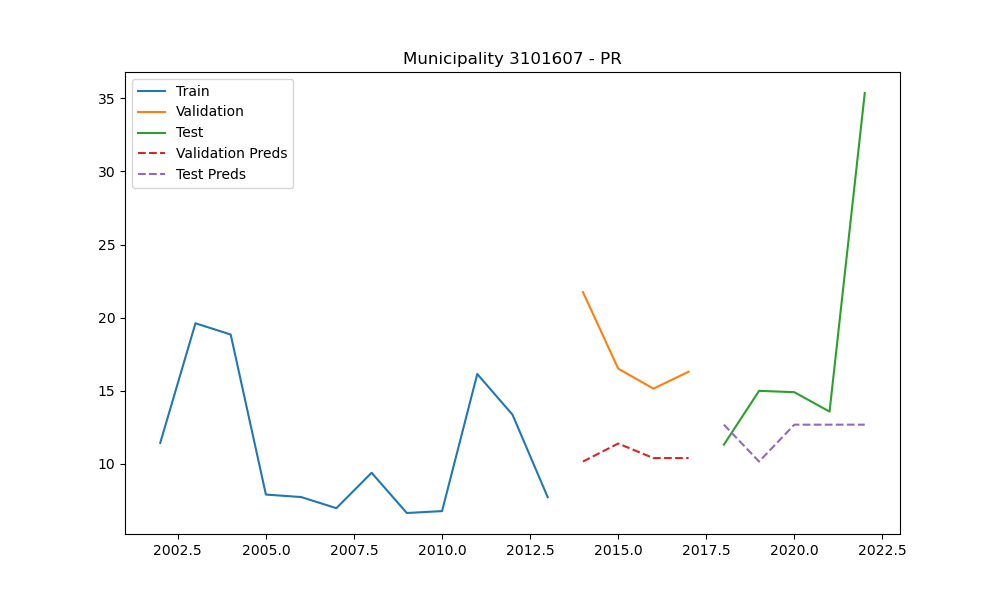 Municipality 3101607 - PR
Train
Validation
Test
Validation Preds
Test Preds
35
30
25
20
15
10
2002.5 2005.0 2007.5 2010.0 2012.5 2015.0 2017.5 2020.0 2022.5